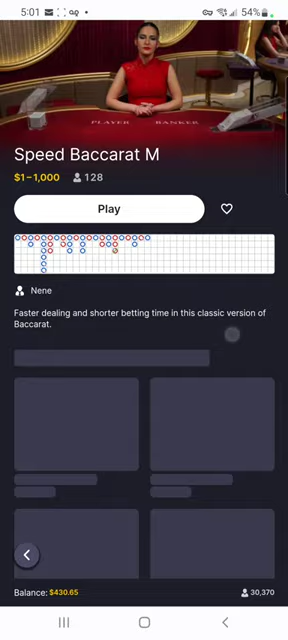 5:01
54%
PLAYER BANKER
Speed Baccarat M
$1–1,000 128
Play
Nene
Faster dealing and shorter betting time in this classic version of
Baccarat.
Balance: $430.65 30,370